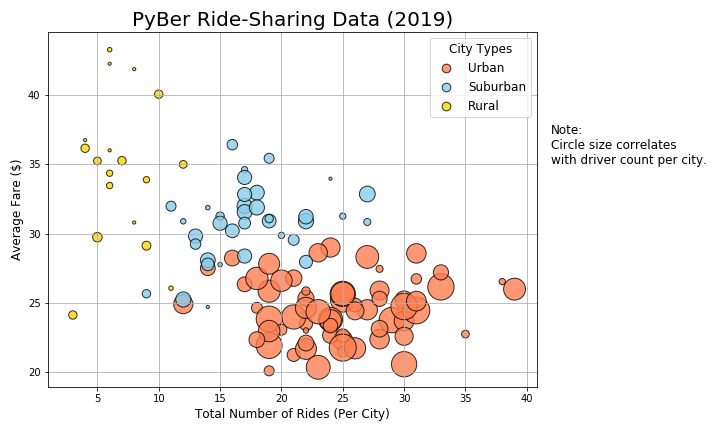 PyBer Ride-Sharing Data (2019)
City Types
Urban
Suburban
Rural
Note:
Circle size correlates
with driver count per city.
Average Fare ($)
40
35
30
25
20
5
10
15
20
25
30
35
40
Total Number of Rides (Per City)